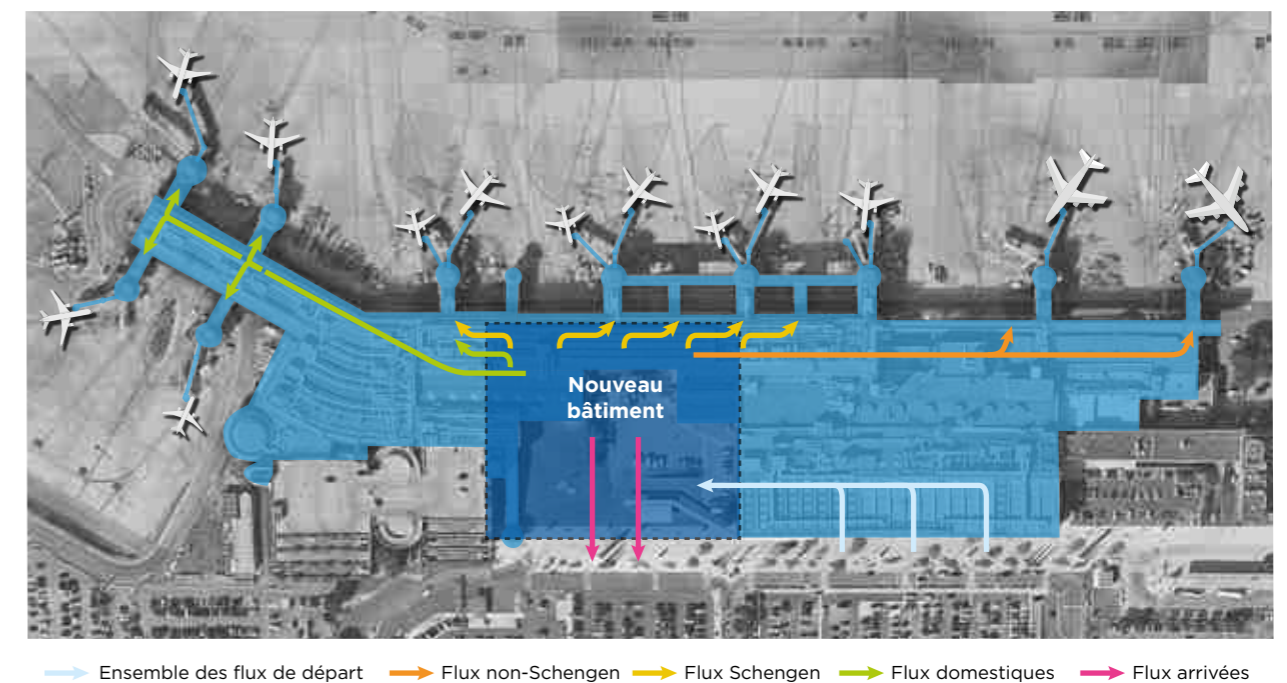 Nouveau
bâtiment
Ensemble des flux de départ
Flux non-Schengen
Flux Schengen
Flux domestiques
Flux arrivées